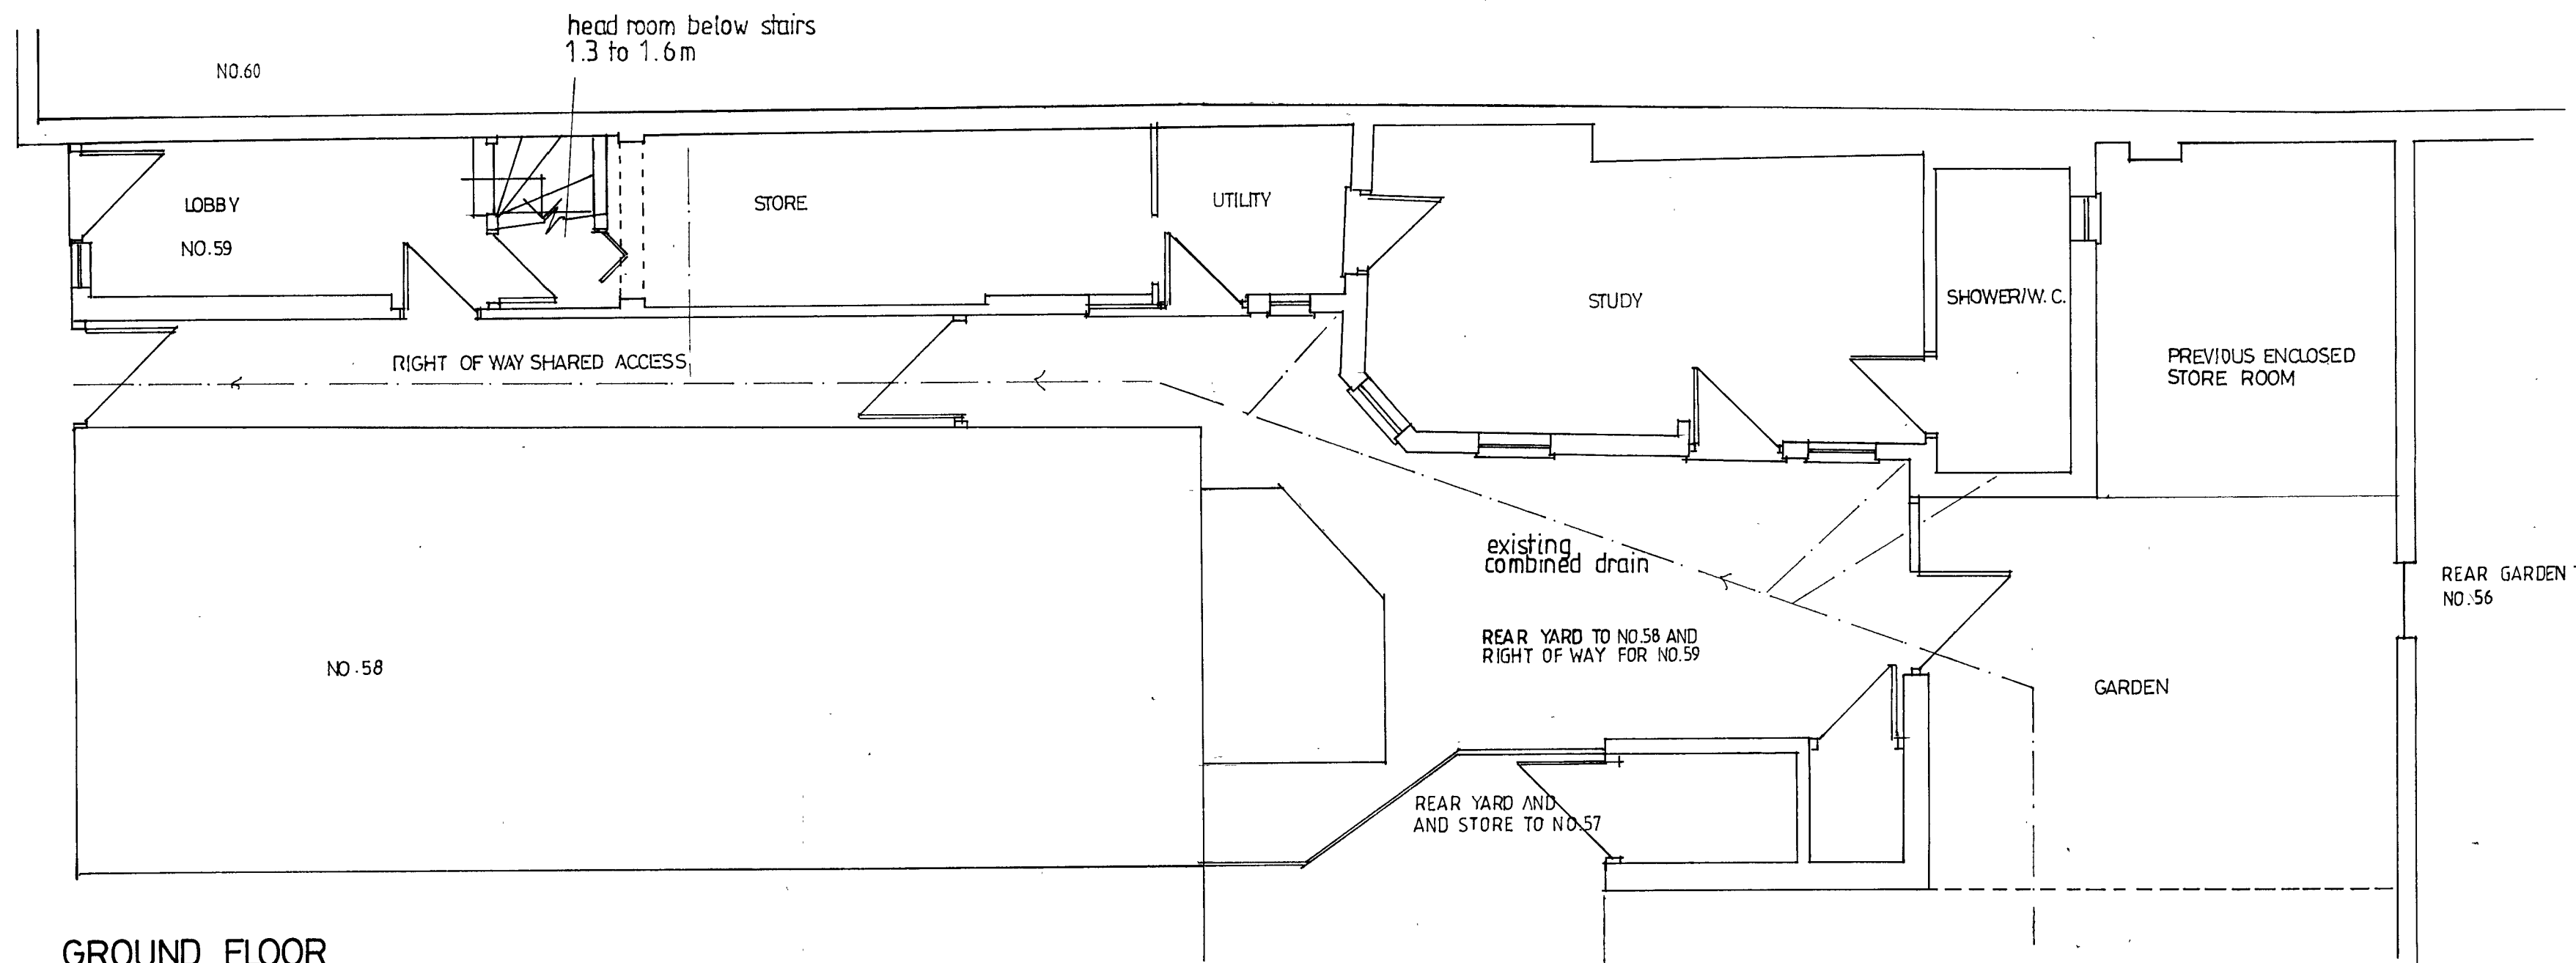 head room below stairs
1.3 to 1.6m
NO.60
LOBBY
NO.59
STORE
UTILITY
STUDY
SHOWER/W.C.
PREVIOUS ENCLOSED
STORE ROOM
RIGHT OF WAY SHARED ACCESS
existing
combined drain
REAR GARDEN
NO.56
REAR YARD TO NO.58 AND
RIGHT OF WAY FOR NO.59
NO.58
GARDEN
REAR YARD AND
AND STORE TO NO.57
GROUND FLOOR